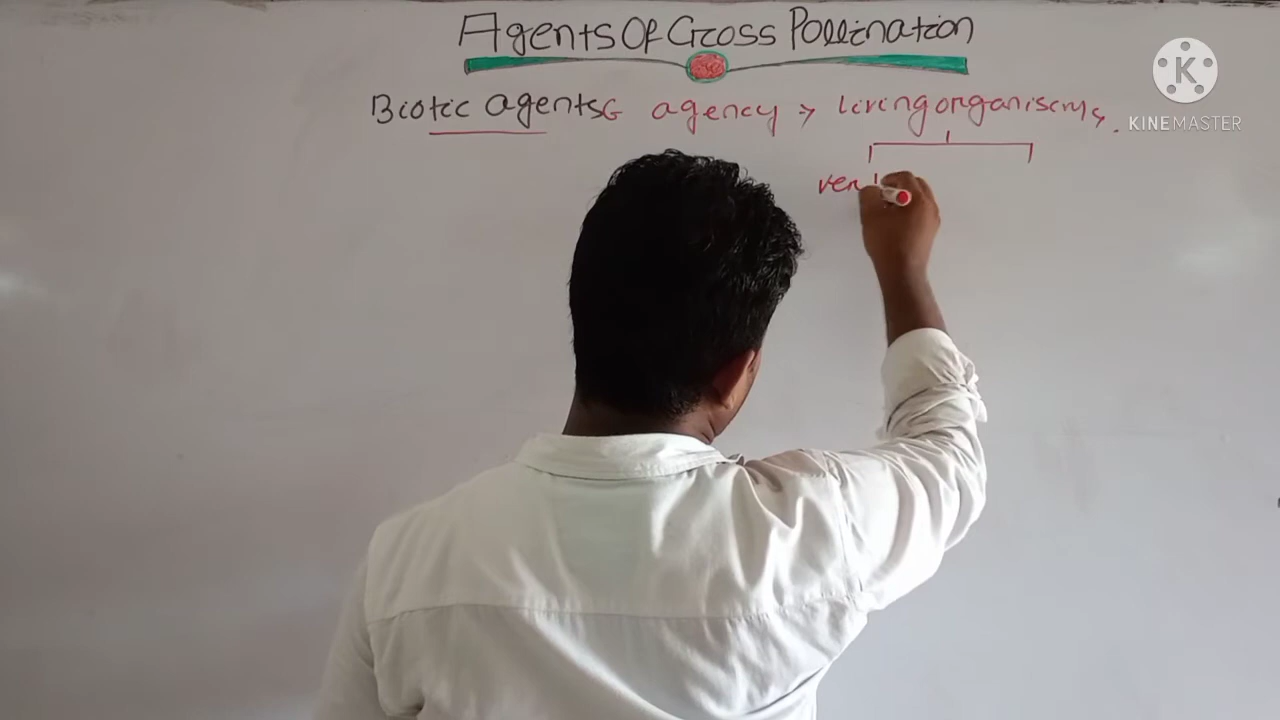 Agents Of Cross Pollination
Biotic agents agency → living organisms.
ver
K
KINEMASTER